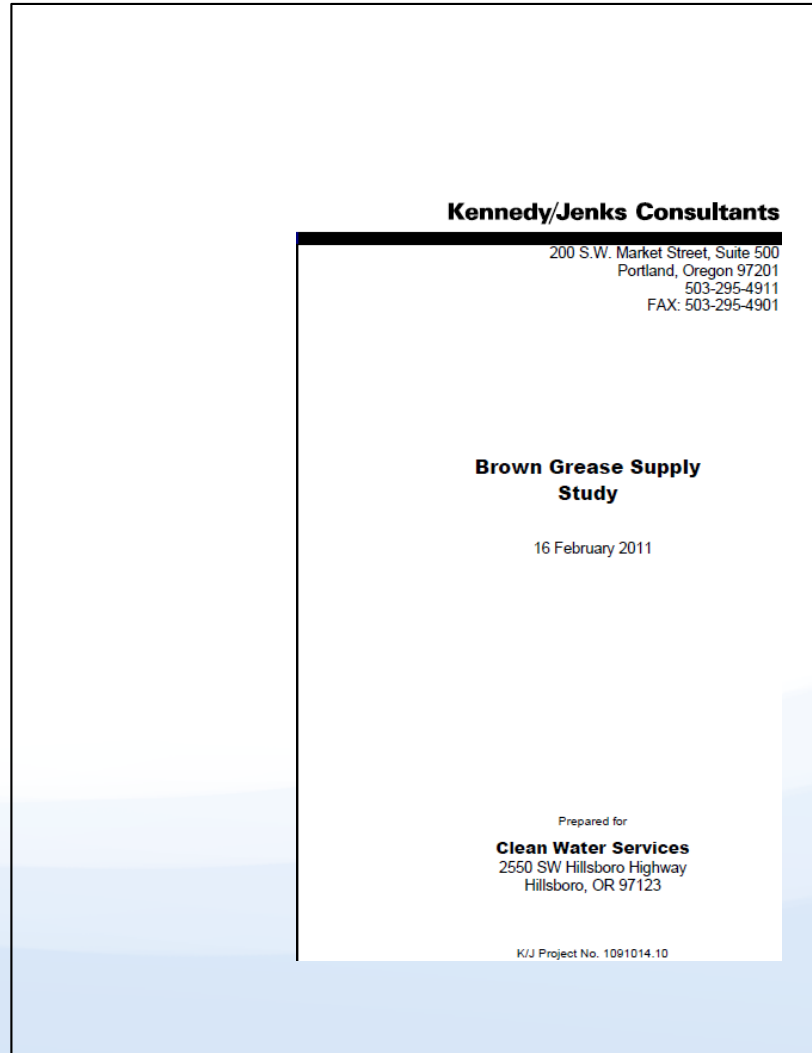 Kennedy/Jenks Consultants
200 S.W. Market Street, Suite 500
Portland, Oregon 97201
503-295-4911
FAX: 503-295-4901
Brown Grease Supply
Study
16 February 2011
Prepared for
Clean Water Services
2550 SW Hillsboro Highway
Hillsboro, OR 97123
K/J Project No. 1091014.10